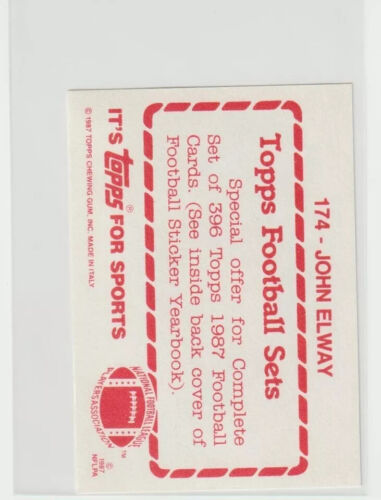 174 - JOHN ELWAY
Topps Football Sets
Special offer for Complete
Set of 396 Topps 1987 Football
Cards. (See inside back cover of
Football Sticker Yearbook).
IT'S Topps® FOR SPORTS
© 1987 TOPPS CHEWING GUM, INC. MADE IN ITALY
NATIONAL FOOTBALL LEAGUE
PLAYERS ASSOCIATION
™
©
1987
NFLPA